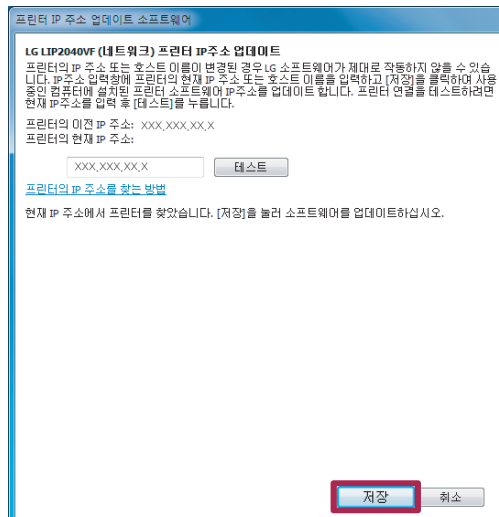 프린터 IP 주소 업데이트 소프트웨어
LG LIP2040VF (네트워크) 프린터 IP주소 업데이트
프린터의 IP 주소 또는 호스트 이름이 변경된 경우 LG 소프트웨어가 제대로 작동하지 않을 수 있습
니다. IP주소 입력창에 프린터의 현재 IP 주소 또는 호스트 이름을 입력하고 [저장]을 클릭하여 사용
중인 컴퓨터에 설치된 프린터 소프트웨어 IP주소를 업데이트 합니다. 프린터 연결을 테스트하려면
현재 IP주소를 입력 후 [테스트]를 누릅니다.
프린터의 이전 IP 주소: XXX,XXX,XX,X
프린터의 현재 IP 주소:
XXX,XXX,XX,X 테스트
프린터의 IP 주소를 찾는 방법
현재 IP 주소에서 프린터를 찾았습니다. [저장]을 눌러 소프트웨어를 업데이트하십시오.
저장 취소